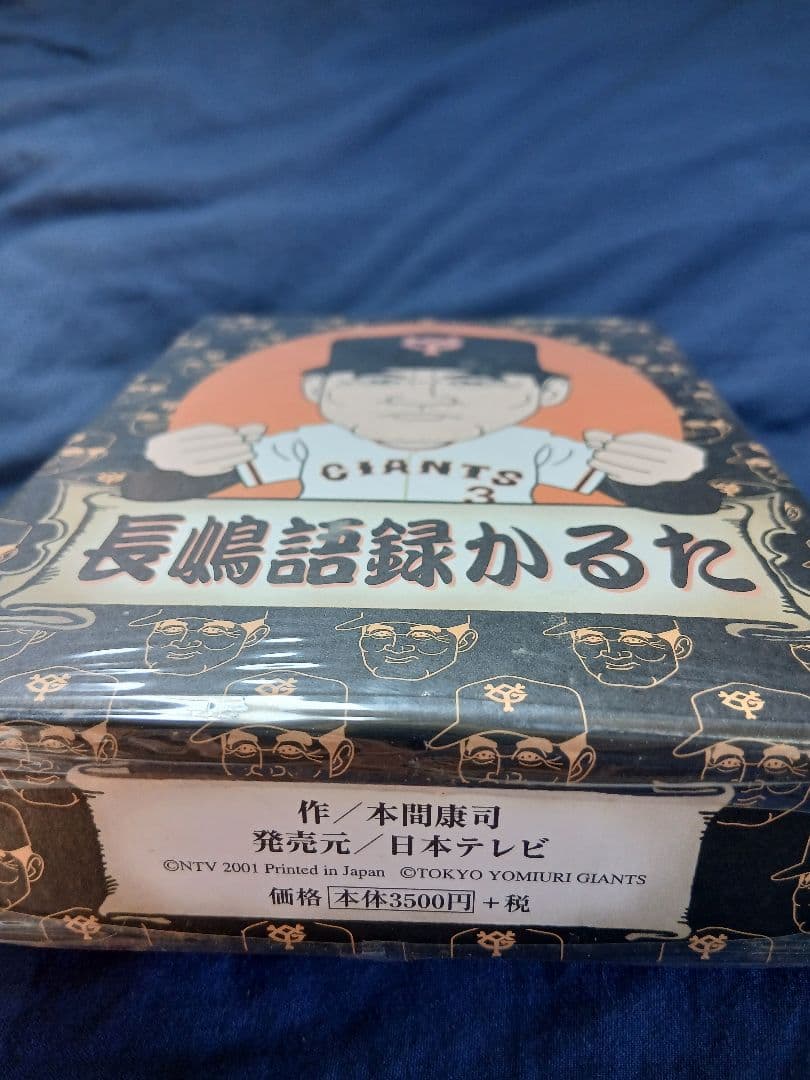 GIANTS
3
長嶋語録かるた
作／本間康司
発売元／日本テレビ
©NTV 2001 Printed in Japan ©TOKYO YOMIURI GIANTS
価格 本体3500円 +税